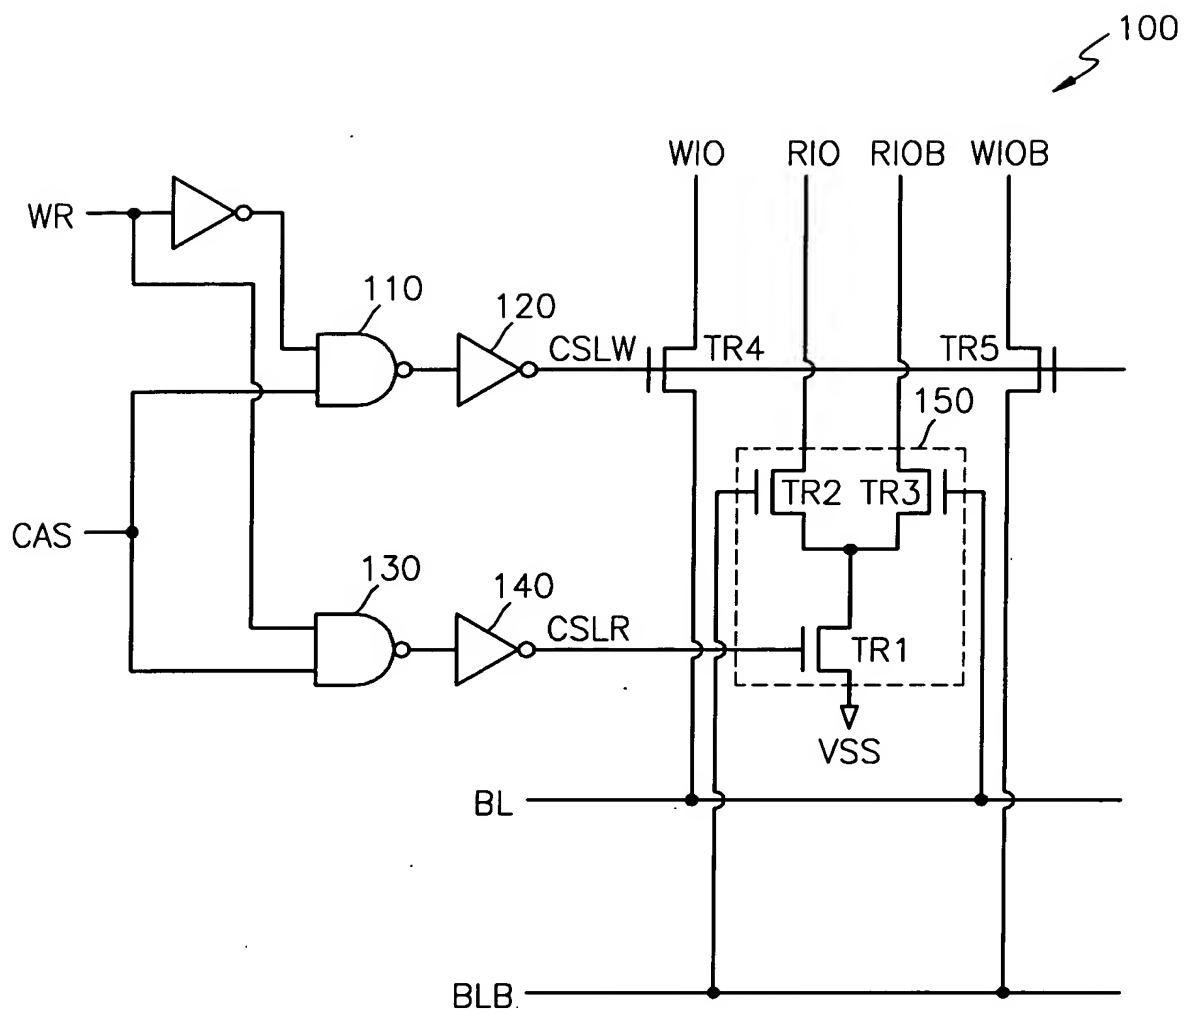 100
WIO RIO RIOB WIOB
WR
110
120
CSLW
TR4
TR5
150
TR2 TR3
CAS
130
140
CSLR
TR1
VSS
BL
BLB